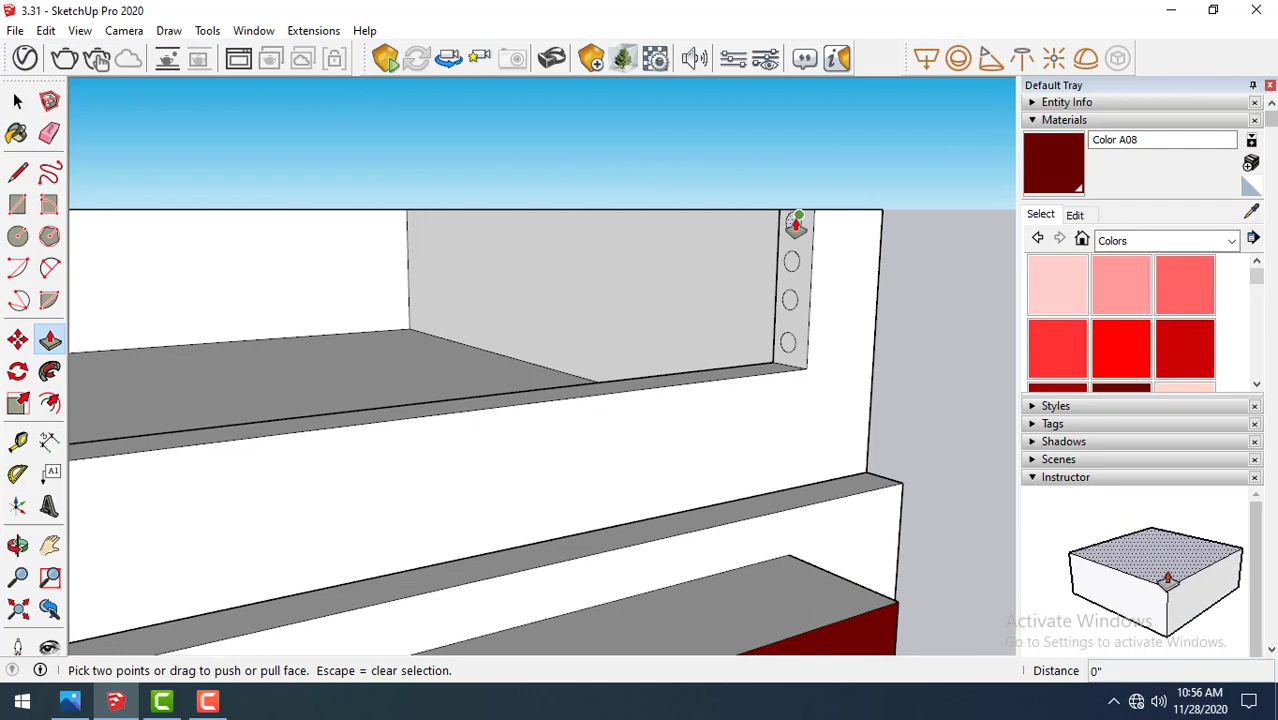 3.31 - SketchUp Pro 2020
File Edit View Camera Draw Tools Window Extensions Help
Default Tray
Entity Info
Materials
Color A08
Select Edit
Colors
Styles
Tags
Shadows
Scenes
Instructor
A1
Activate Windows
Go to Settings to activate Windows.
Pick two points or drag to push or pull face. Escape = clear selection.
Distance 0"
10:56 AM
11/28/2020